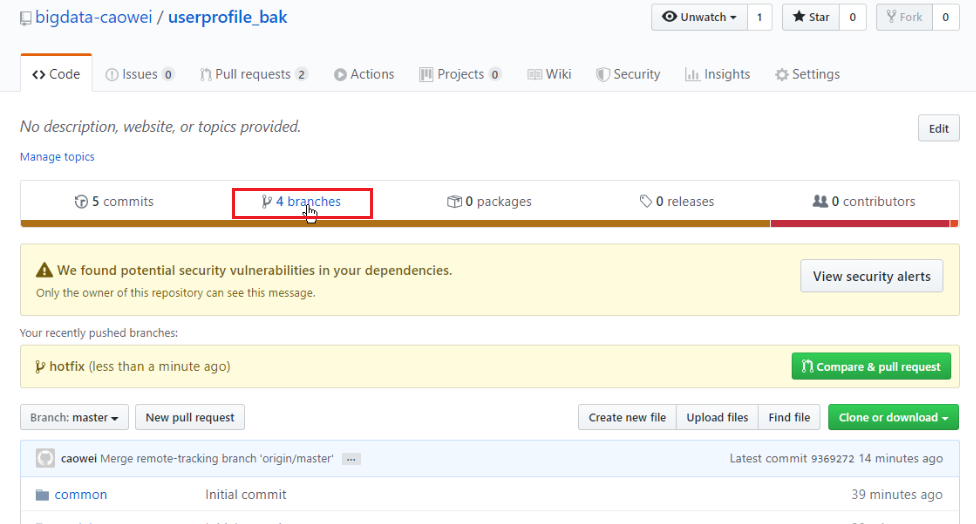 bigdata-caowei / userprofile_bak Unwatch 1 Star 0 Fork 0
Code Issues 0 Pull requests 2 Actions Projects 0 Wiki Security Insights Settings
No description, website, or topics provided. Edit
Manage topics
5 commits 4 branches 0 packages 0 releases 0 contributors
We found potential security vulnerabilities in your dependencies.
Only the owner of this repository can see this message.
View security alerts
Your recently pushed branches:
hotfix (less than a minute ago) Compare & pull request
Branch: master New pull request Create new file Upload files Find file Clone or download
caowei Merge remote-tracking branch 'origin/master' ... Latest commit 9369272 14 minutes ago
common Initial commit 39 minutes ago